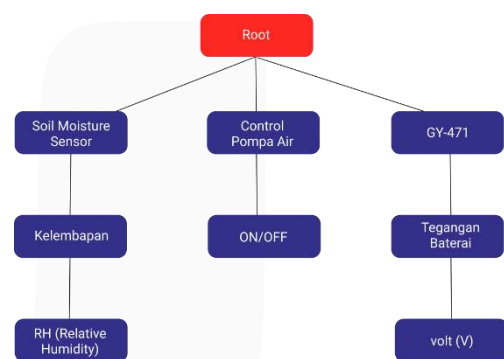 Root
Soil Moisture
Sensor
Control
Pompa Air
GY-471
Kelembapan
ON/OFF
Tegangan
Baterai
RH (Relative
Humidity)
volt (V)